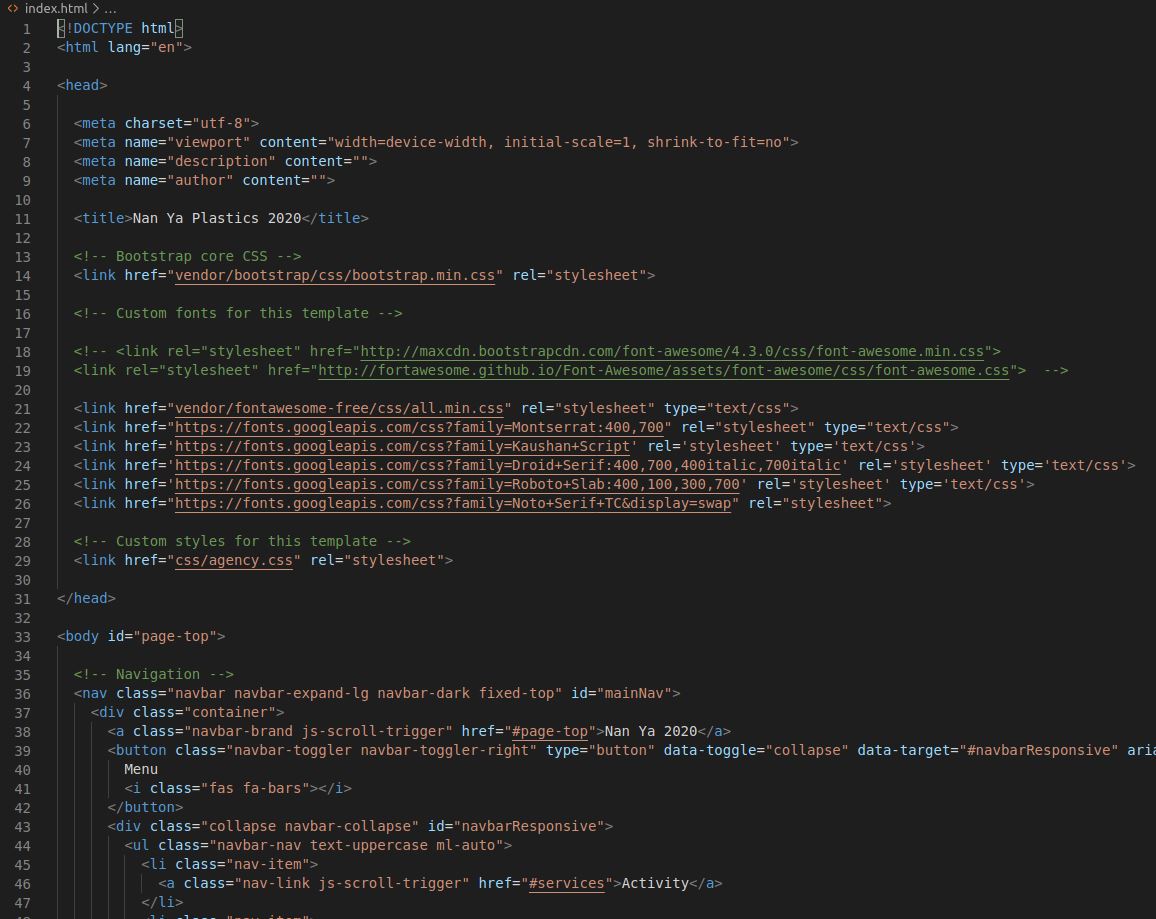 <> index.html > ...
1 <!DOCTYPE html>
2 <html lang="en">
3
4 <head>
5
6 <meta charset="utf-8">
7 <meta name="viewport" content="width=device-width, initial-scale=1, shrink-to-fit=no">
8 <meta name="description" content="">
9 <meta name="author" content="">
10
11 <title>Nan Ya Plastics 2020</title>
12
13 <!-- Bootstrap core CSS -->
14 <link href="vendor/bootstrap/css/bootstrap.min.css" rel="stylesheet">
15
16 <!-- Custom fonts for this template -->
17
18 <!-- <link rel="stylesheet" href="http://maxcdn.bootstrapcdn.com/font-awesome/4.3.0/css/font-awesome.min.css">
19 <link rel="stylesheet" href="http://fortawesome.github.io/Font-Awesome/assets/font-awesome/css/font-awesome.css">  -->
20
21 <link href="vendor/fontawesome-free/css/all.min.css" rel="stylesheet" type="text/css">
22 <link href="https://fonts.googleapis.com/css?family=Montserrat:400,700" rel="stylesheet" type="text/css">
23 <link href='https://fonts.googleapis.com/css?family=Kaushan+Script' rel='stylesheet' type='text/css'>
24 <link href='https://fonts.googleapis.com/css?family=Droid+Serif:400,700,400italic,700italic' rel='stylesheet' type='text/css'>
25 <link href='https://fonts.googleapis.com/css?family=Roboto+Slab:400,100,300,700' rel='stylesheet' type='text/css'>
26 <link href="https://fonts.googleapis.com/css?family=Noto+Serif+TC&display=swap" rel="stylesheet">
27
28 <!-- Custom styles for this template -->
29 <link href="css/agency.css" rel="stylesheet">
30
31 </head>
32
33 <body id="page-top">
34
35 <!-- Navigation -->
36 <nav class="navbar navbar-expand-lg navbar-dark fixed-top" id="mainNav">
37 <div class="container">
38 <a class="navbar-brand js-scroll-trigger" href="#page-top">Nan Ya 2020</a>
39 <button class="navbar-toggler navbar-toggler-right" type="button" data-toggle="collapse" data-target="#navbarResponsive" aria
40 Menu
41 <i class="fas fa-bars"></i>
42 </button>
43 <div class="collapse navbar-collapse" id="navbarResponsive">
44 <ul class="navbar-nav text-uppercase ml-auto">
45 <li class="nav-item">
46 <a class="nav-link js-scroll-trigger" href="#services">Activity</a>
47 </li>
48 <li class="nav-item">